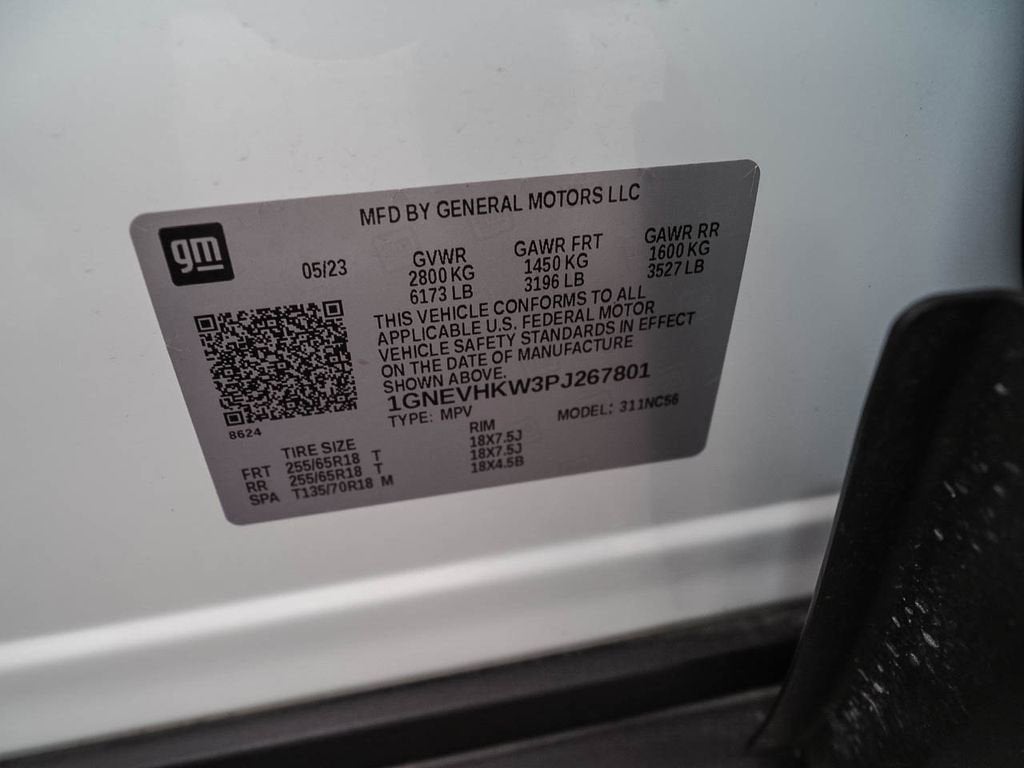 MFD BY GENERAL MOTORS LLC
gm
05/23
GVWR
2800 KG
6173 LB
GAWR FRT
1450 KG
3196 LB
GAWR RR
1600 KG
3527 LB
THIS VEHICLE CONFORMS TO ALL
APPLICABLE U.S. FEDERAL MOTOR
VEHICLE SAFETY STANDARDS IN EFFECT
ON THE DATE OF MANUFACTURE
SHOWN ABOVE.
1GNEVHKW3PJ267801
TYPE: MPV MODEL: 311NC56
8624
TIRE SIZE RIM
FRT 255/65R18 T 18X7.5J
RR 255/65R18 T 18X7.5J
SPA T135/70R18 M 18X4.5B